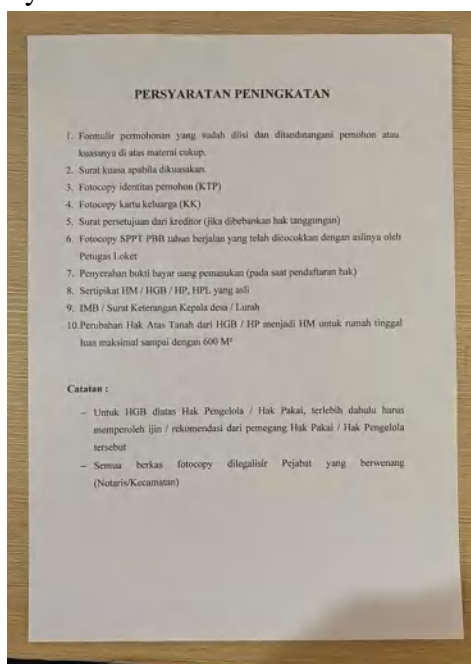 PERSYARATAN PENINGKATAN
1. Formulir permohonan yang sudah diisi dan ditandatangani pemohon atau
kuasanya di atas materai cukup.
2. Surat kuasa apabila dikuasakan.
3. Fotocopy identitas pemohon (KTP)
4. Fotocopy kartu keluarga (KK)
5. Surat persetujuan dari kreditor (jika dibebankan hak tanggungan)
6. Fotocopy SPPT PBB tahun berjalan yang telah dicocokkan dengan aslinya oleh
Petugas Loket
7. Penyerahan bukti bayar uang pemasukan (pada saat pendaftaran hak)
8. Sertipikat HM / HGB / HP, HPL yang asli
9. IMB / Surat Keterangan Kepala desa / Lurah
10.Perubahan Hak Atas Tanah dari HGB / HP menjadi HM untuk rumah tinggal
luas maksimal sampai dengan 600 M²
Catatan :
– Untuk HGB diatas Hak Pengelola / Hak Pakai, terlebih dahulu harus
memperoleh ijin / rekomendasi dari pemegang Hak Pakai / Hak Pengelola
tersebut
– Semua berkas fotocopy dilegalisir Pejabat yang berwenang
(Notaris/Kecamatan)